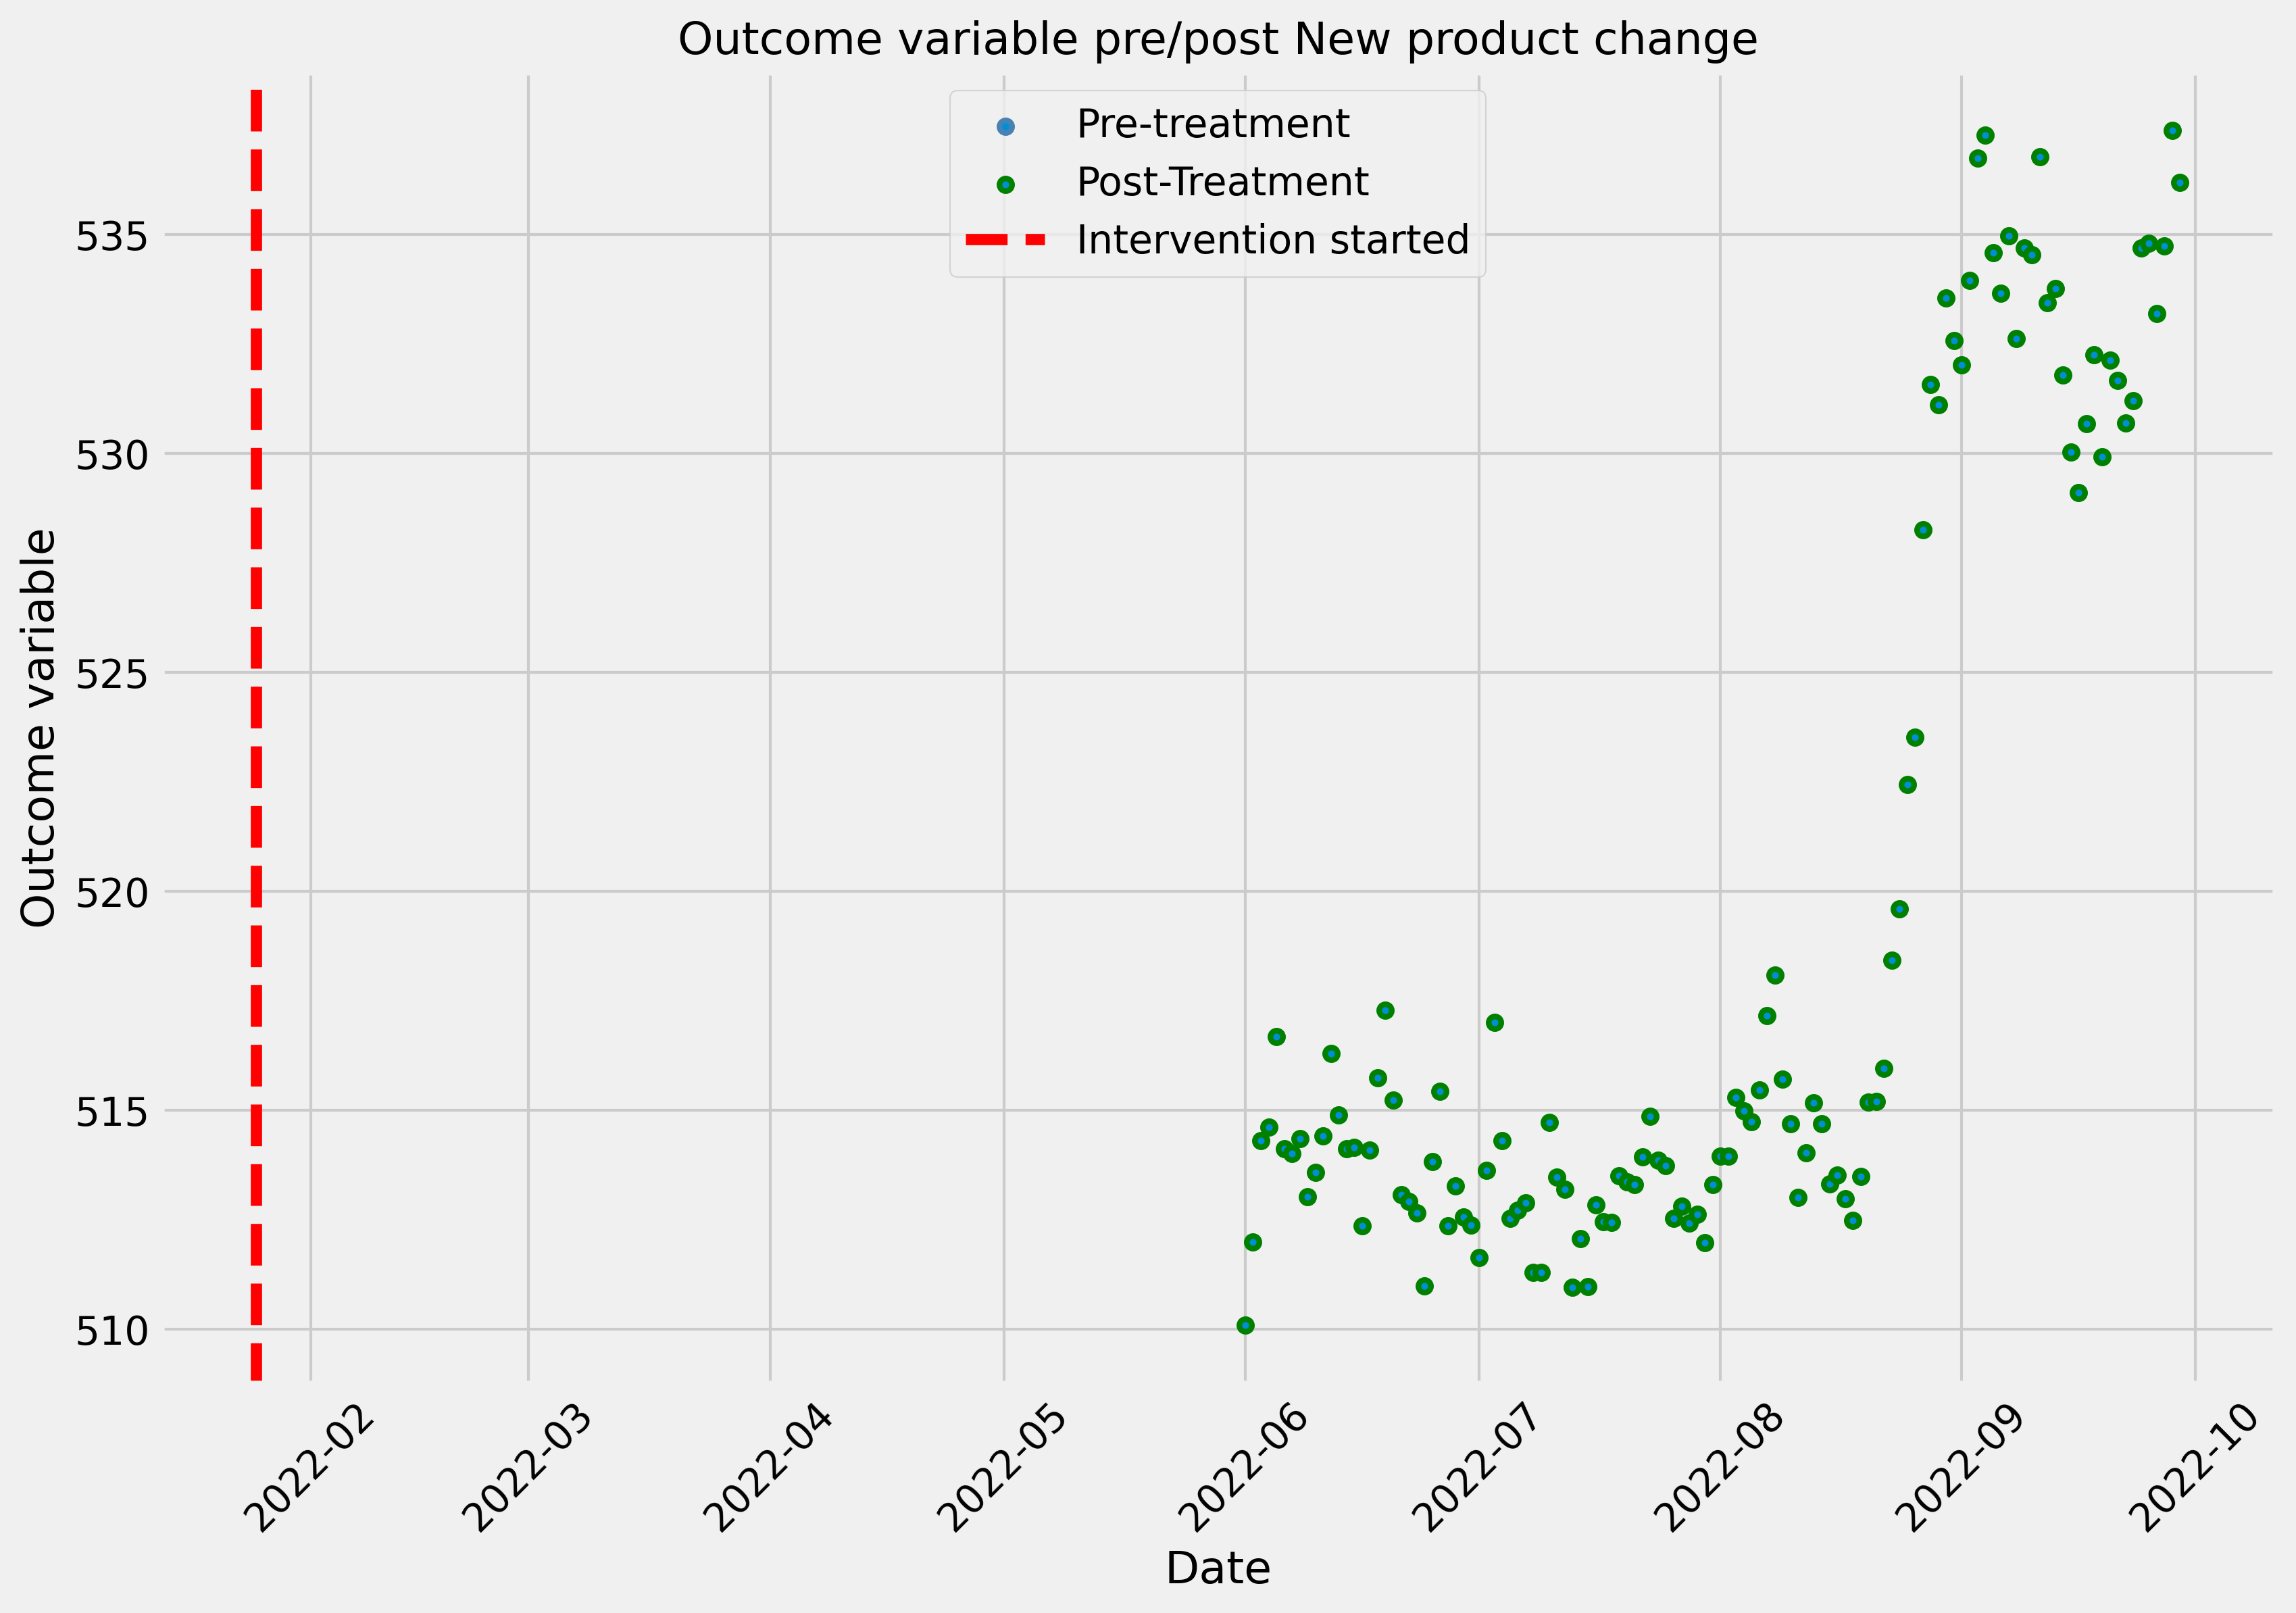 Outcome variable pre/post New product change
Pre-treatment
Post-Treatment
Intervention started
Outcome variable
535
530
525
520
515
510
2022-02
2022-03
2022-04
2022-05
2022-06
2022-07
2022-08
2022-09
2022-10
Date